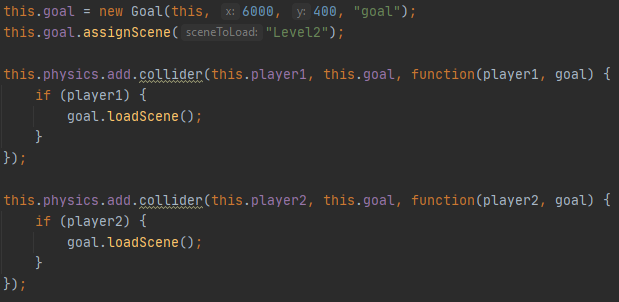 this.goal = new Goal(this, x: 6000, y: 400, "goal");
this.goal.assignScene(sceneToLoad: "Level2");
this.physics.add.collider(this.player1, this.goal, function(player1, goal) {
if (player1) {
goal.loadScene();
}
});
this.physics.add.collider(this.player2, this.goal, function(player2, goal) {
if (player2) {
goal.loadScene();
}
});